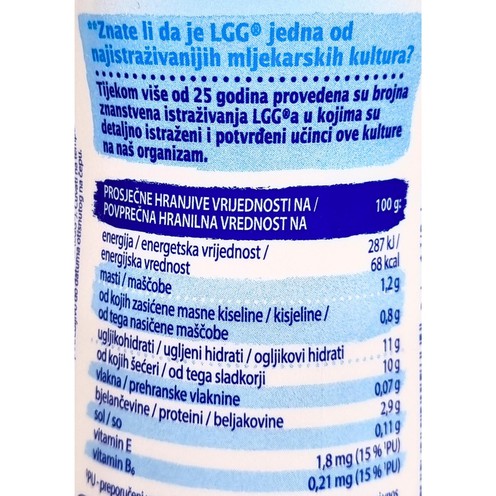 **Znate li da je LGG® jedna od
najistraživanijih mljekarskih kultura?
Tijekom više od 25 godina provedena su brojna
znanstvena istraživanja LGG®a u kojima su
detaljno istraženi i potvrđeni učinci ove kulture
na naš organizam.
PROSJEČNE HRANJIVE VRIJEDNOSTI NA /
POVPREČNA HRANILNA VREDNOST NA 100 g:
energija / energetska vrijednost / 287 kJ /
energijska vrednost 68 kcal
masti / maščobe 1,2 g
od kojih zasićene masne kiseline / kisjeline /
od tega nasičene maščobe 0,8 g
ugljikohidrati / ugljeni hidrati / ogljikovi hidrati 11 g
od kojih šećeri / od tega sladkorji 10 g
vlakna / prehranske vlaknine 0,07 g
bjelančevine / proteini / beljakovine 2,9 g
sol / so 0,11 g
vitamin E 1,8 mg (15 % ¹PU)
vitamin B₆ 0,21 mg (15 % ¹PU)
¹PU - preporučeni